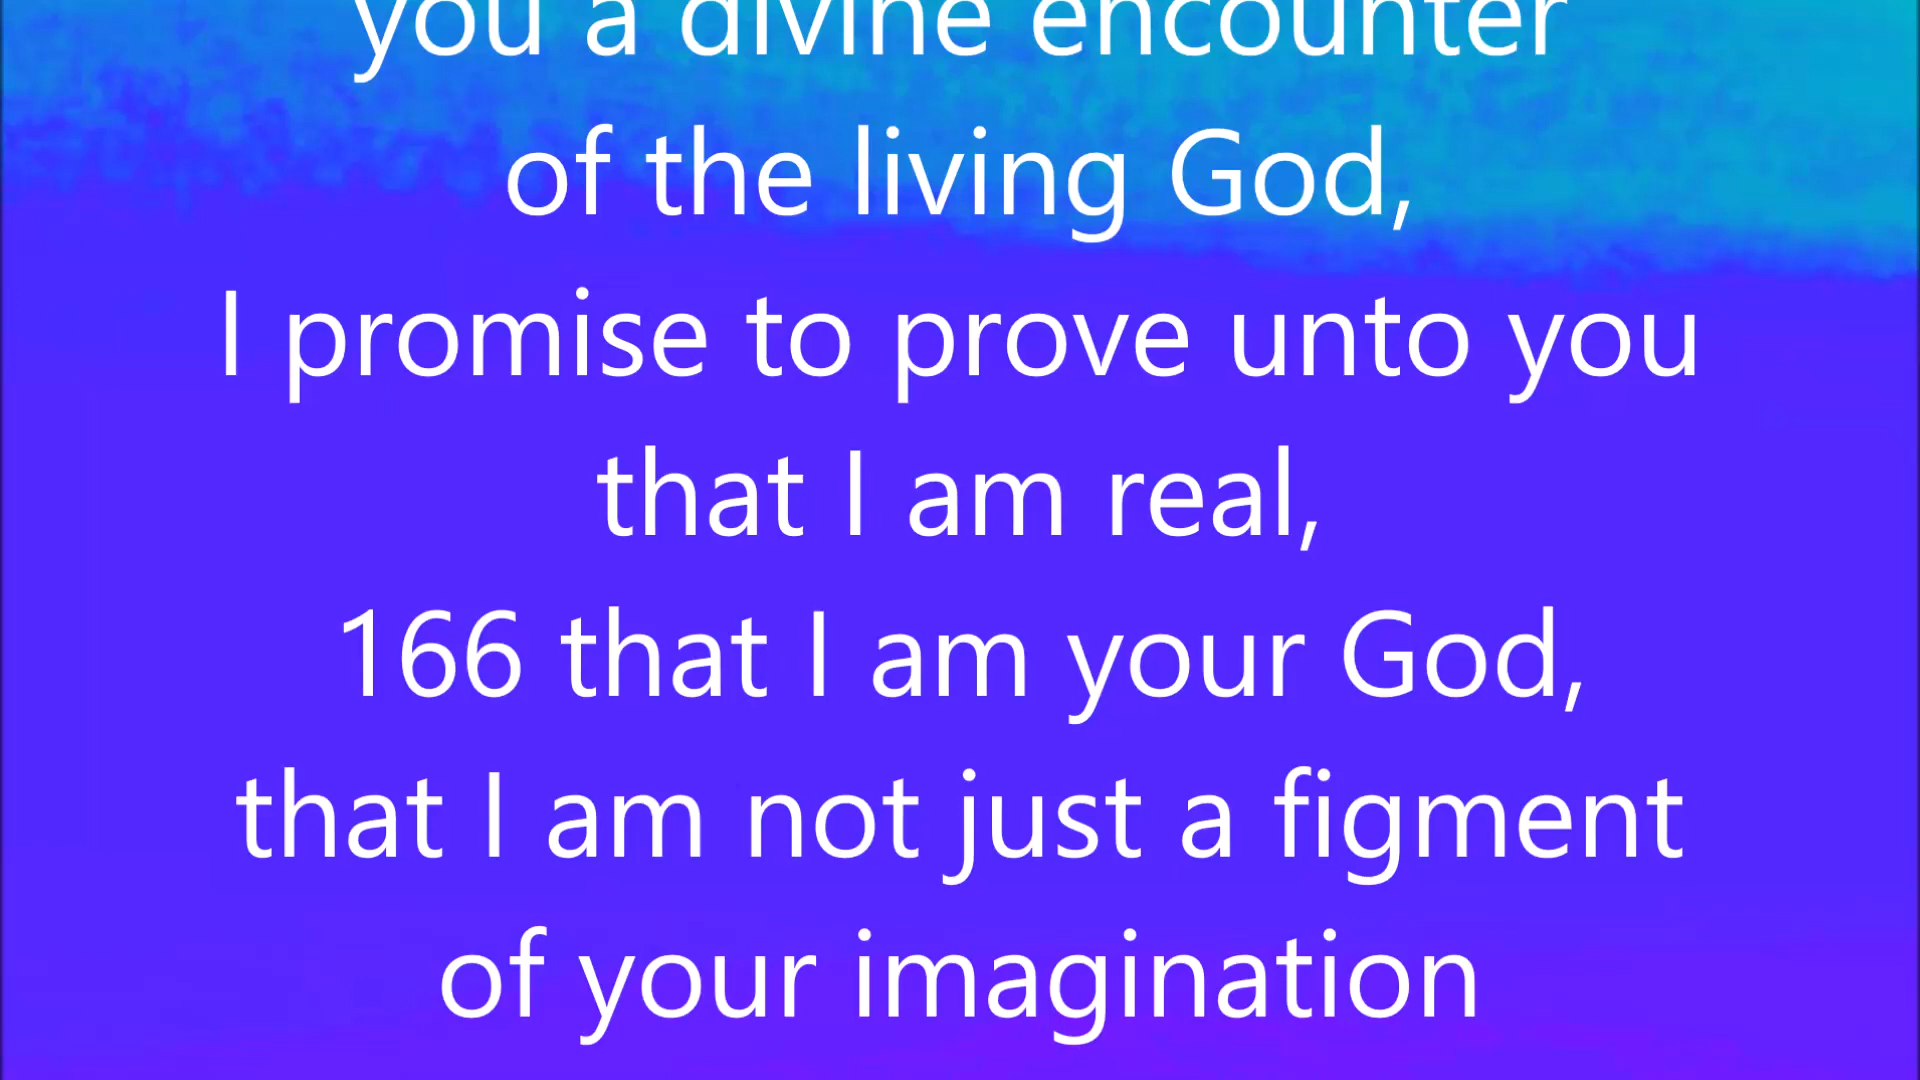 you a divine encounter
of the living God,
I promise to prove unto you
that I am real,
166 that I am your God,
that I am not just a figment
of your imagination